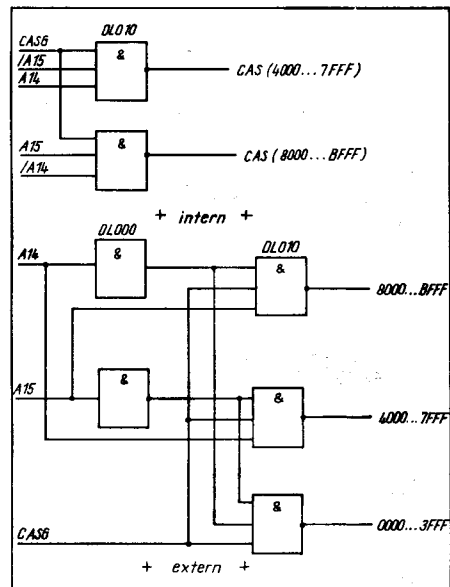 DL010
CAS6
/A15
A14
&
CAS (4000...7FFF)
A15
/A14
&
CAS (8000...BFFF)
+ intern +
DL000
DL010
A14
&
&
8000...BFFF
A15
&
&
4000...7FFF
&
0000...3FFF
CAS6
+ extern +